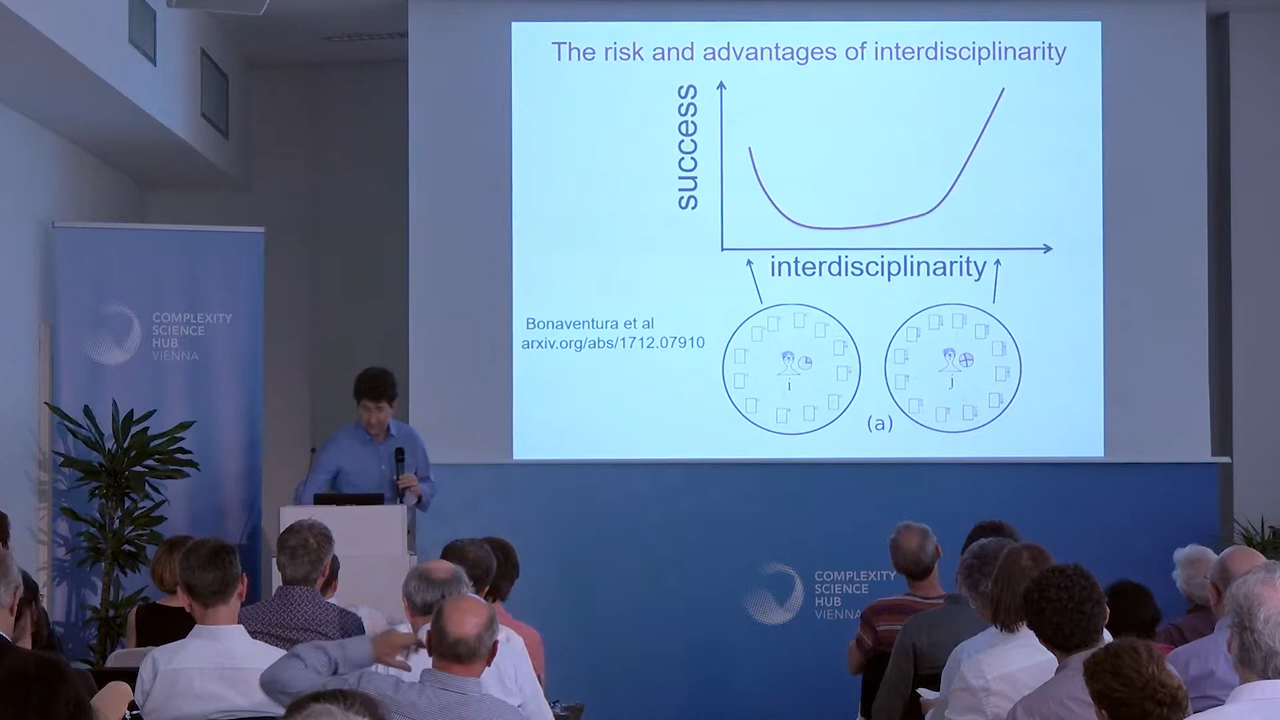 The risk and advantages of interdisciplinarity
success
interdisciplinarity
Bonaventura et al
arxiv.org/abs/1712.07910
i
j
(a)
COMPLEXITY
SCIENCE
HUB
VIENNA
COMPLEXITY
SCIENCE
HUB
VIENNA